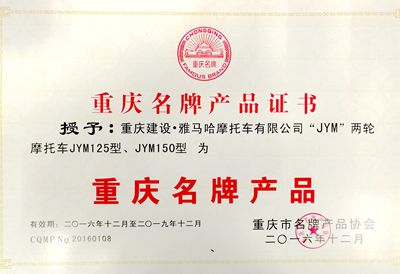 CHONGQING
重庆名牌
FAMOUS BRAND
重庆名牌产品证书
授予：重庆建设·雅马哈摩托车有限公司“JYM”两轮
摩托车JYM125型、JYM150型 为
重庆名牌产品
有效期：二〇一六年十二月至二〇一九年十二月
重庆市名牌产品协会
CQMP No 20160108
二〇一六年十二月